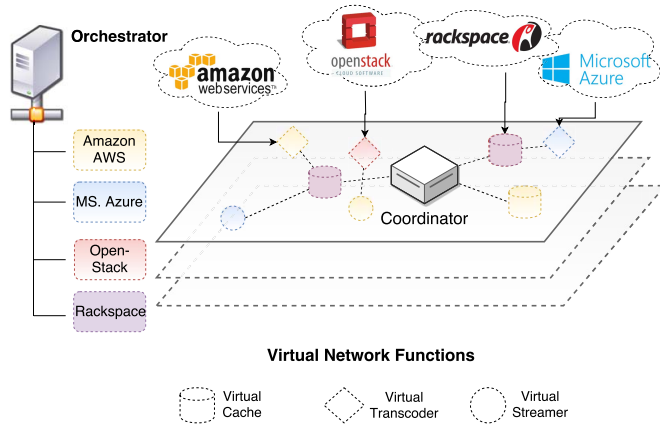 Orchestrator
amazon
webservices™
openstack
CLOUD SOFTWARE
rackspace
Microsoft
Azure
Amazon
AWS
MS. Azure
Open-
Stack
Rackspace
Coordinator
Virtual Network Functions
Virtual
Cache
Virtual
Transcoder
Virtual
Streamer